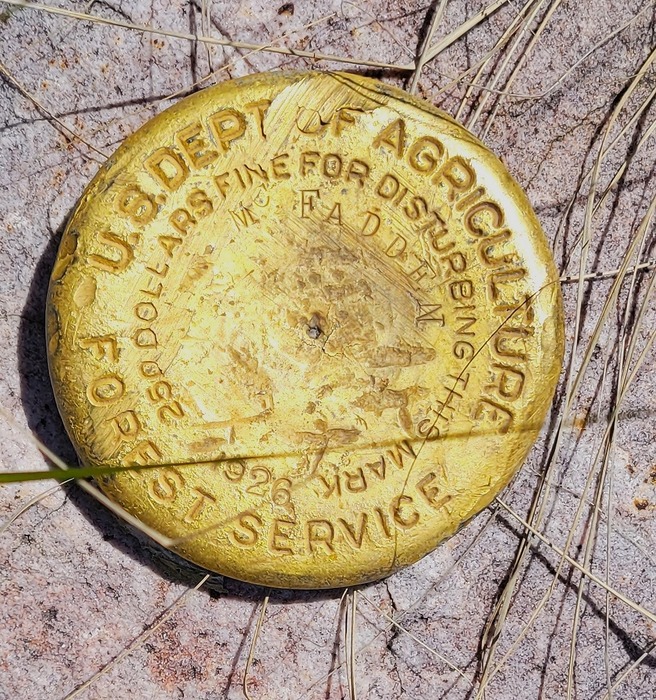 U.S. DEPT OF AGRICULTURE
FOREST SERVICE
250 DOLLARS FINE FOR DISTURBING THIS MARK
MC FADDEN
1926